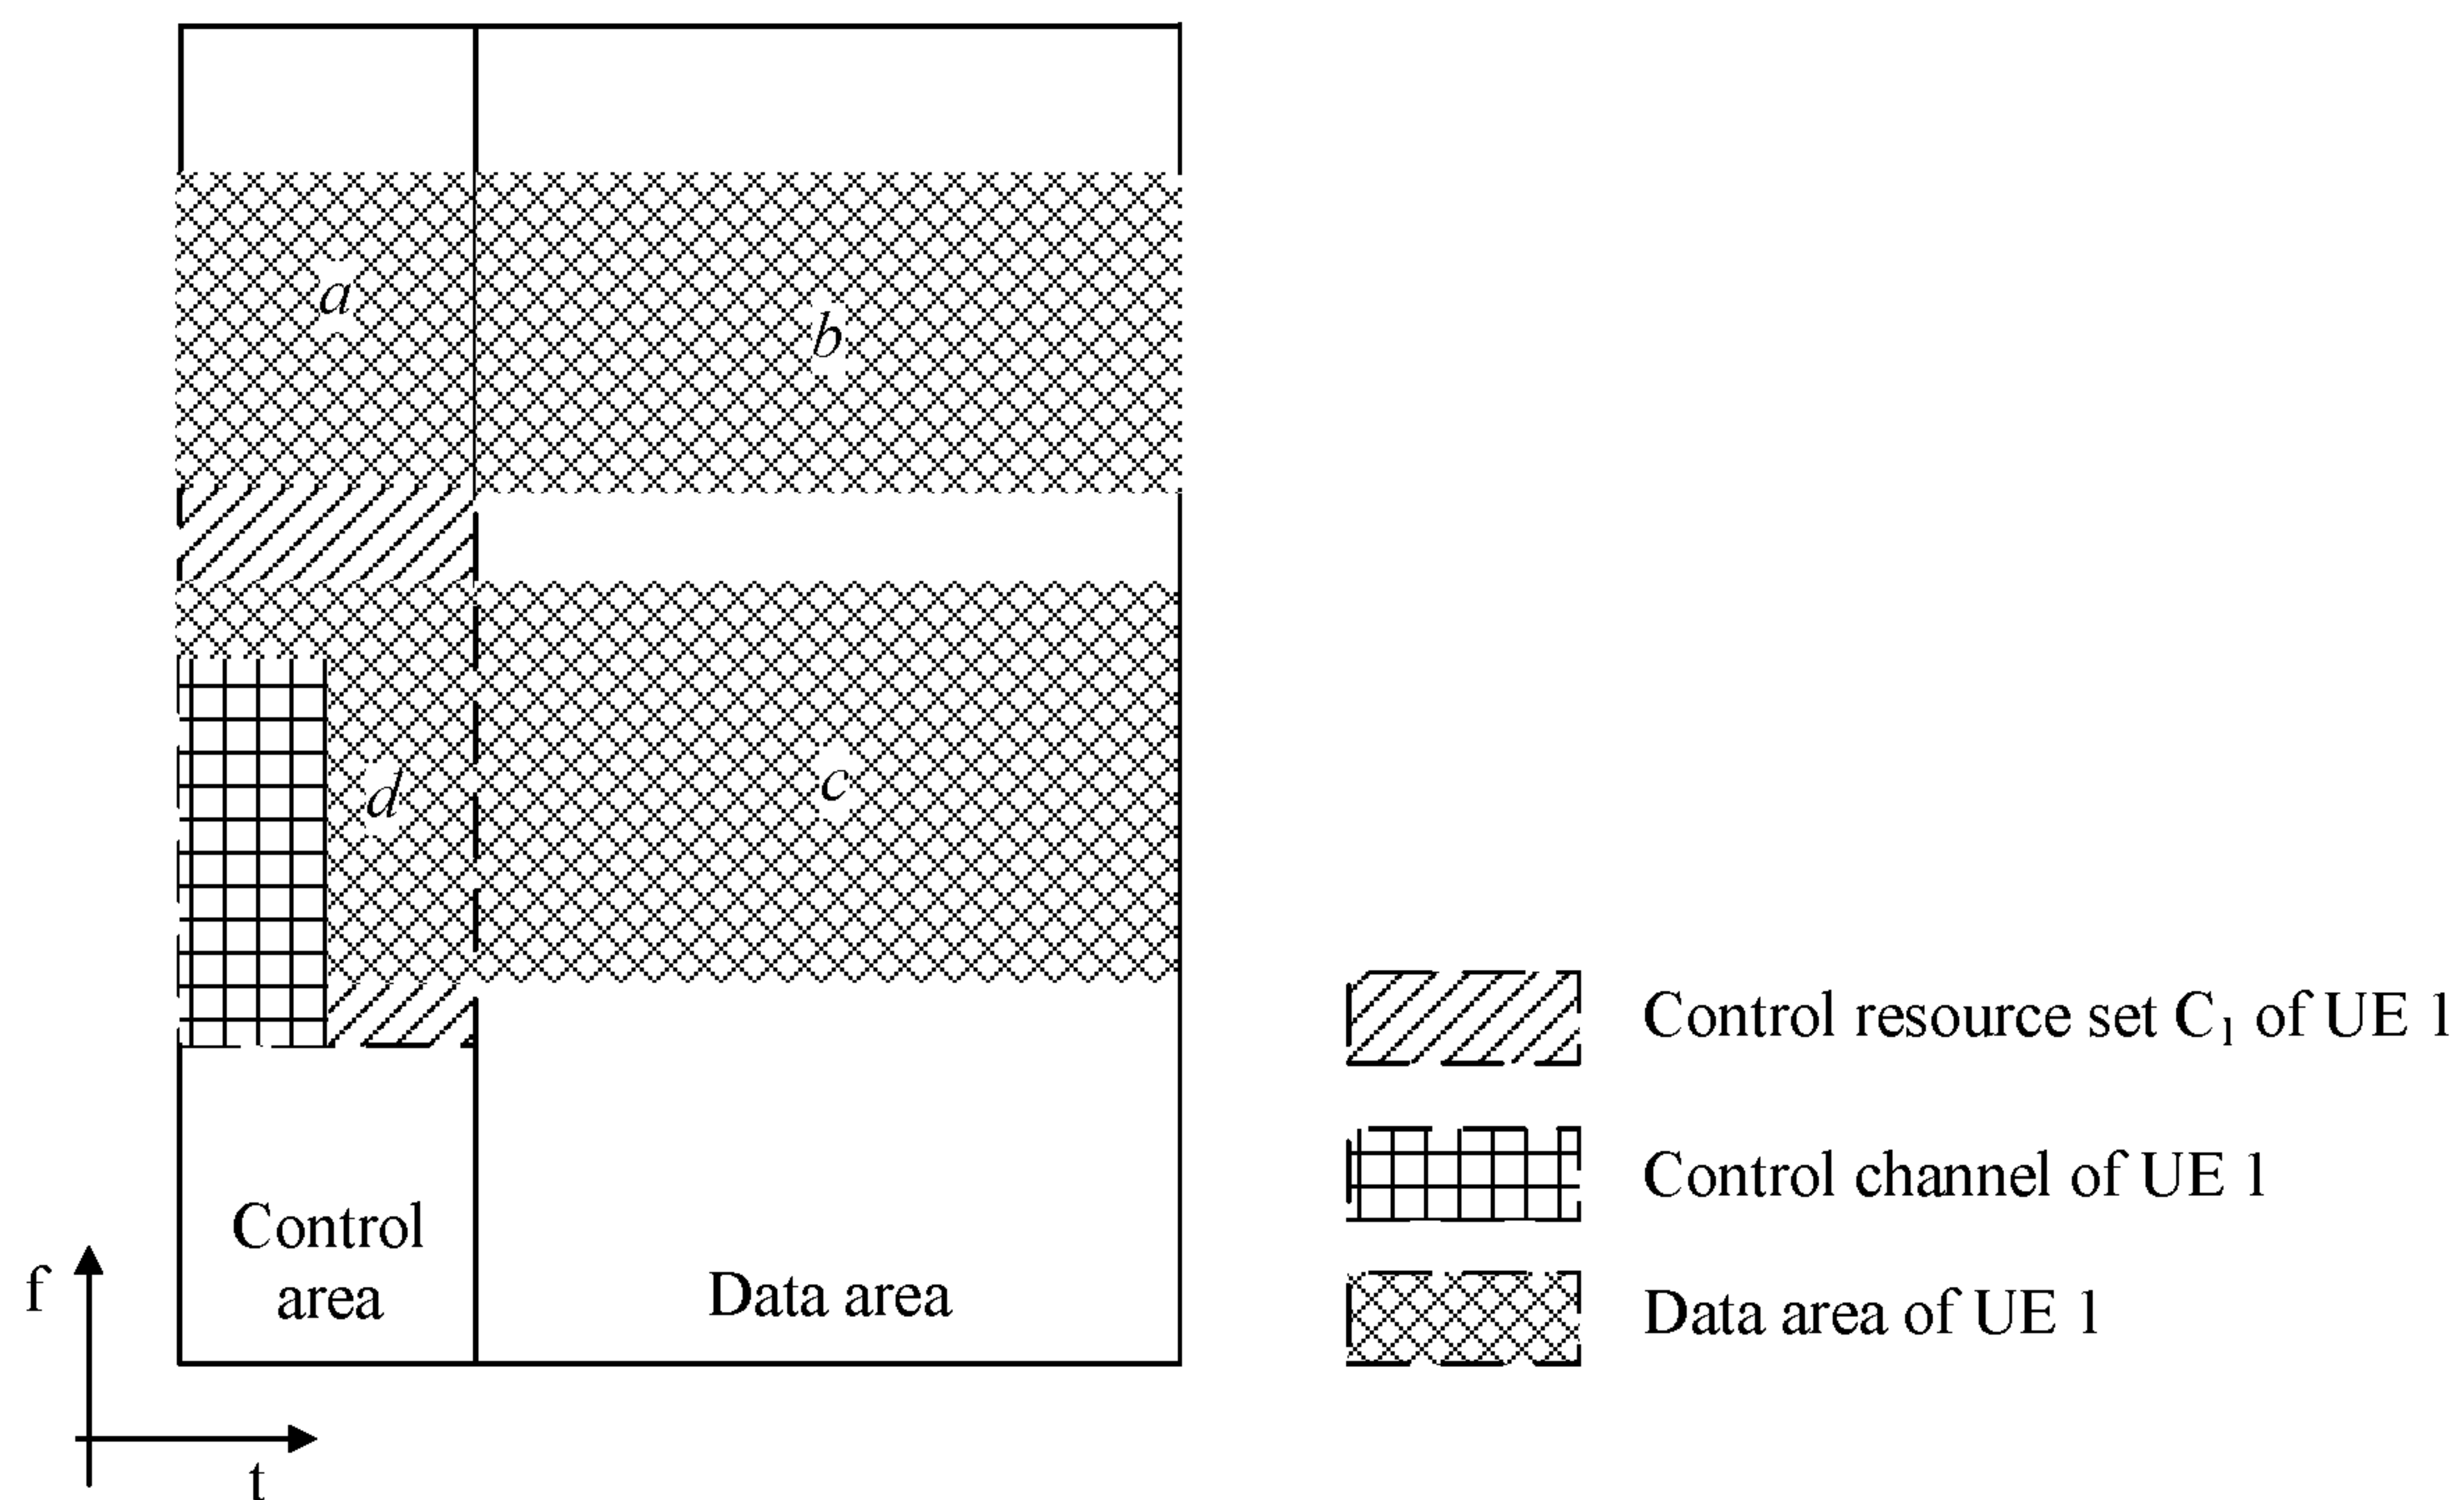 a
b
d
c
Control
area
Data area
f
t
Control resource set C₁ of UE 1
Control channel of UE 1
Data area of UE 1